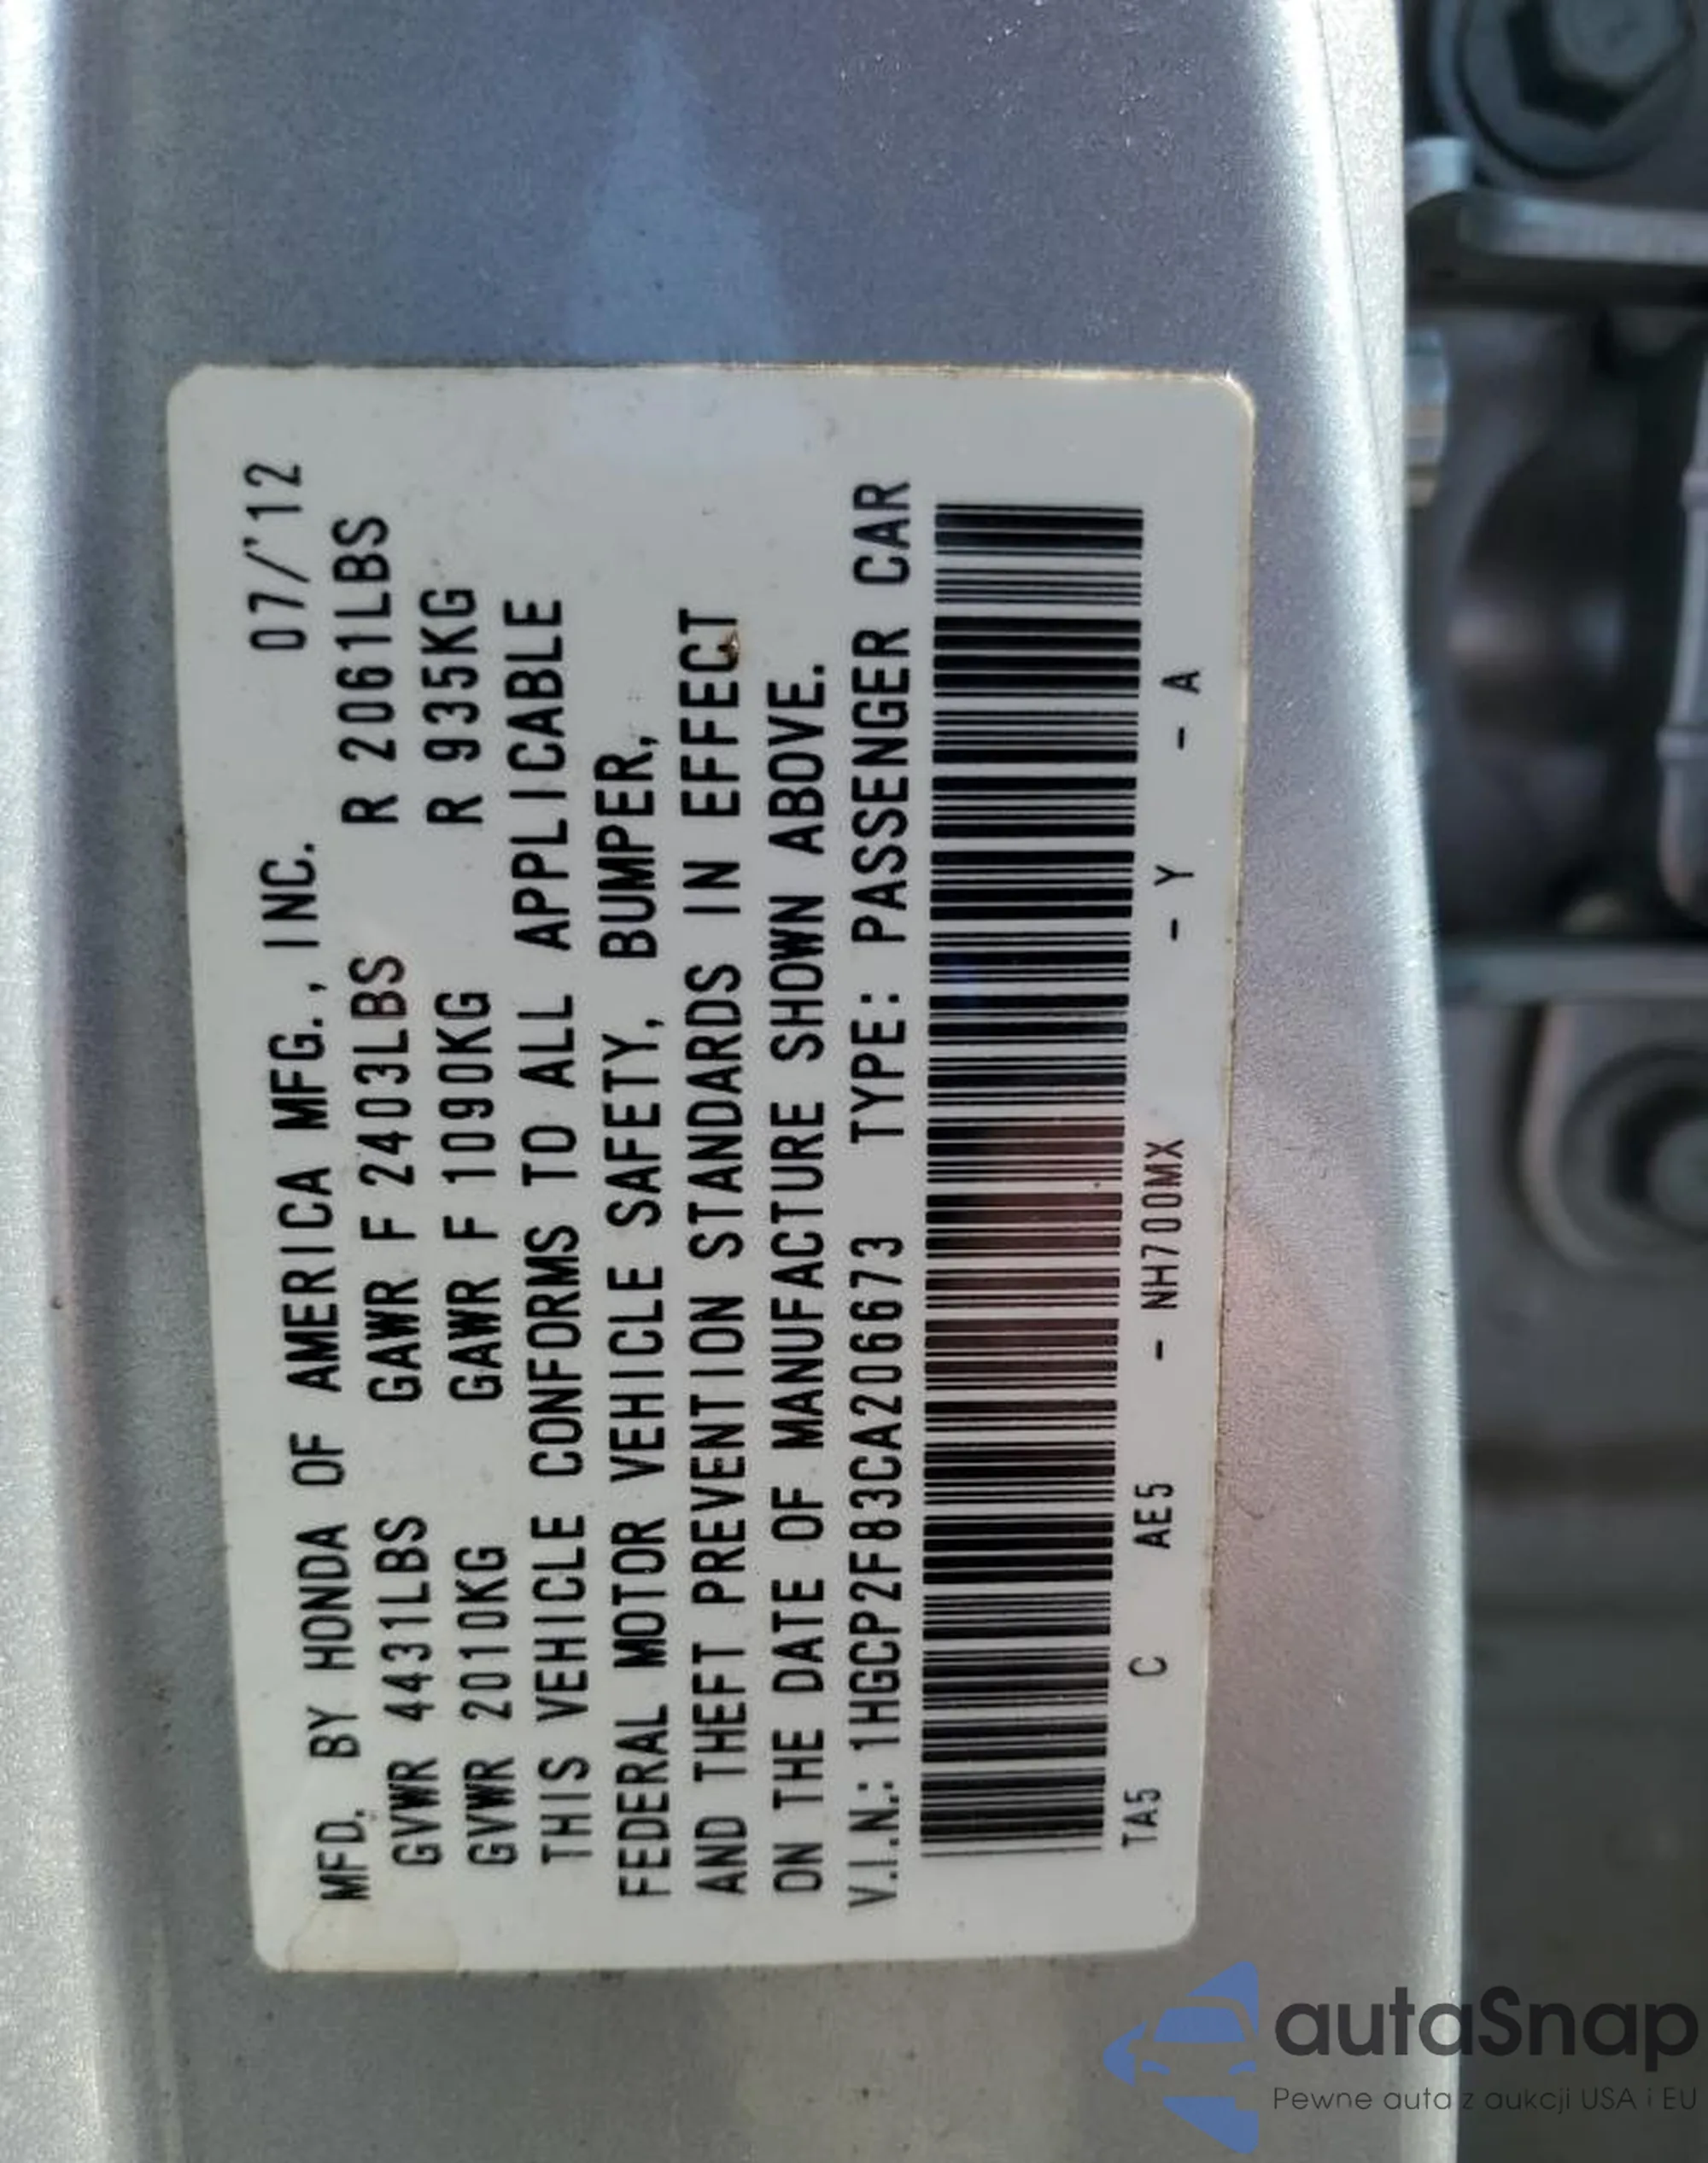 MFD. BY HONDA OF AMERICA MFG., INC. 07/'12
GVWR 4431LBS GAWR F 2403LBS R 2061LBS
GVWR 2010KG GAWR F 1090KG R 935KG
THIS VEHICLE CONFORMS TO ALL APPLICABLE
FEDERAL MOTOR VEHICLE SAFETY, BUMPER,
AND THEFT PREVENTION STANDARDS IN EFFECT
ON THE DATE OF MANUFACTURE SHOWN ABOVE.
V.I.N.: 1HGCP2F83CA206673 TYPE: PASSENGER CAR
TA5 C AE5 - NH700MX - Y - A
autaSnap
Pewne auta z aukcji USA i EU